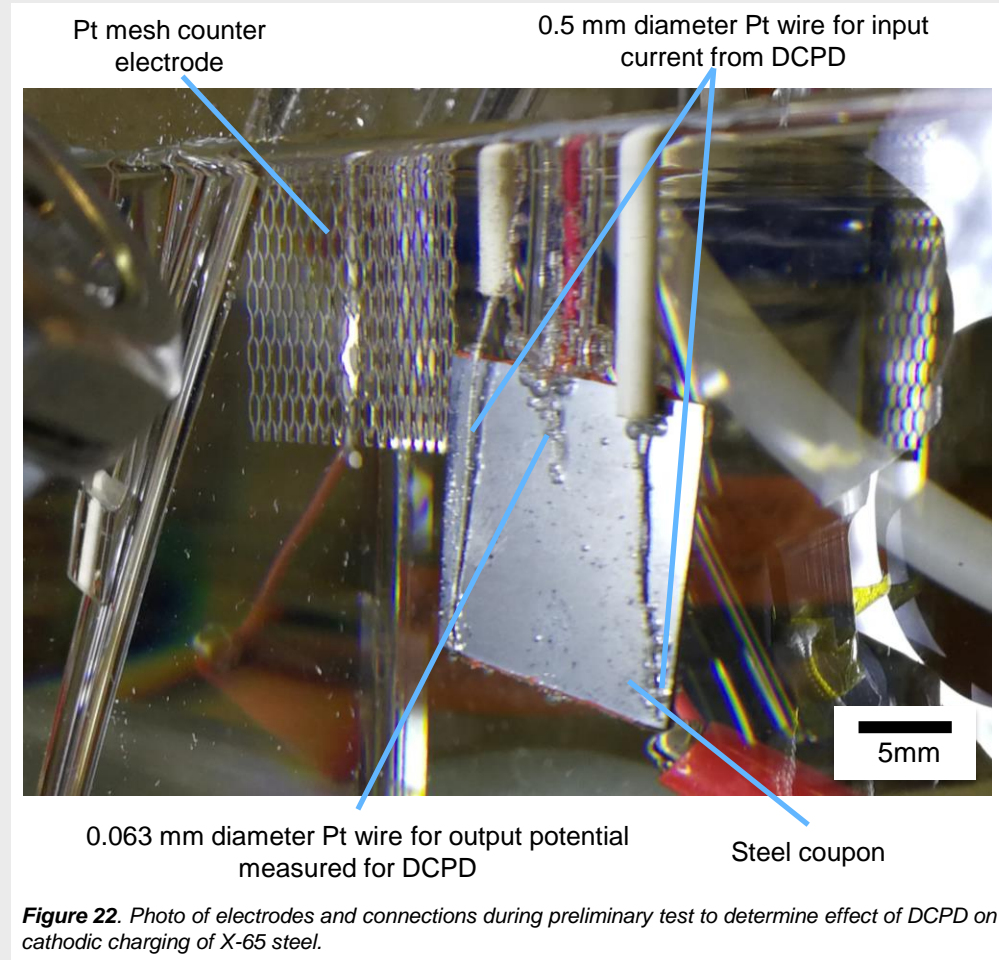 Pt mesh counter
electrode
0.5 mm diameter Pt wire for input
current from DCPD
5mm
0.063 mm diameter Pt wire for output potential
measured for DCPD
Steel coupon
Figure 22. Photo of electrodes and connections during preliminary test to determine effect of DCPD on
cathodic charging of X-65 steel.